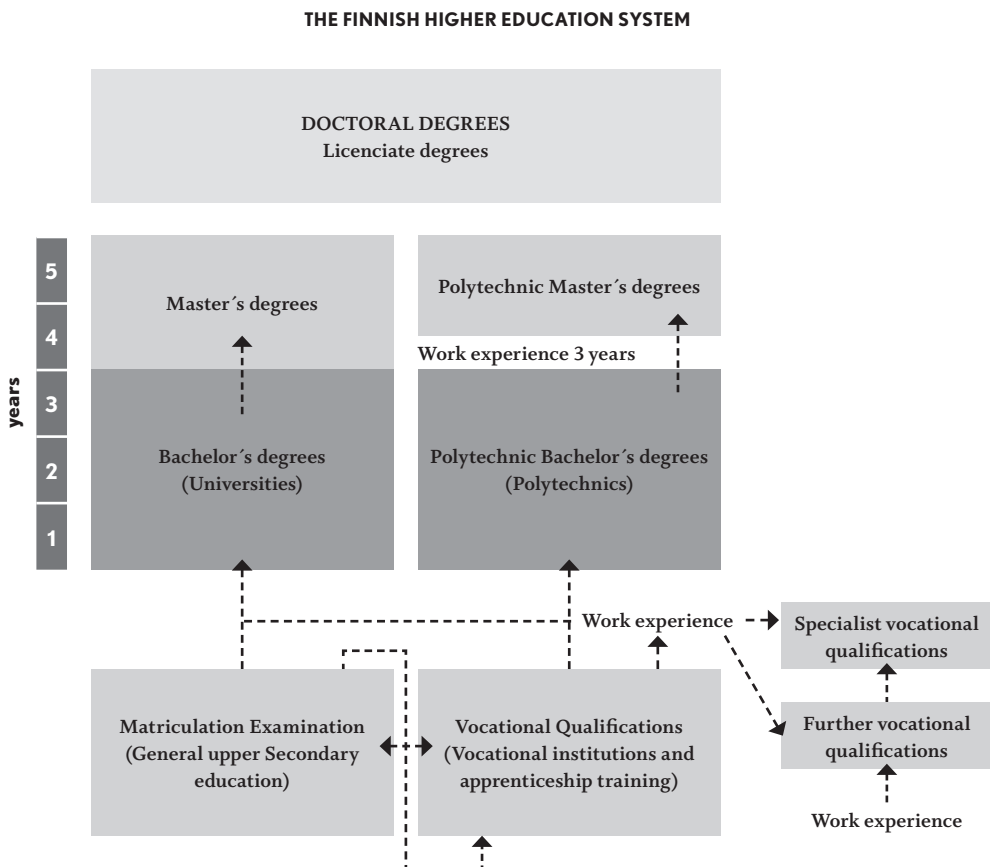 THE FINNISH HIGHER EDUCATION SYSTEM
DOCTORAL DEGREES
Licenciate degrees
5
4
3
2
1
years
Master´s degrees
Polytechnic Master´s degrees
Work experience 3 years
Bachelor´s degrees
(Universities)
Polytechnic Bachelor´s degrees
(Polytechnics)
Work experience
Specialist vocational
qualifications
Matriculation Examination
(General upper Secondary
education)
Vocational Qualifications
(Vocational institutions and
apprenticeship training)
Further vocational
qualifications
Work experience